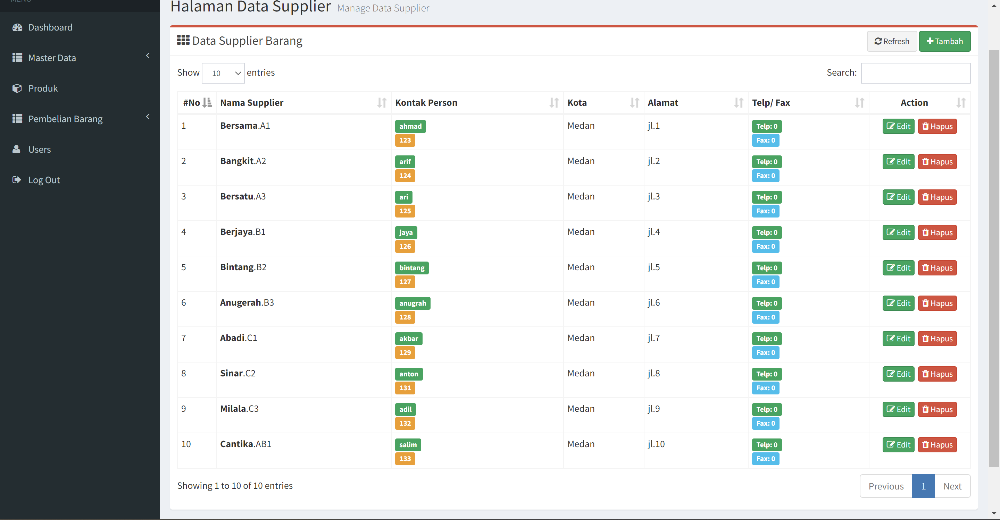 MENU
Dashboard
Master Data
Produk
Pembelian Barang
Users
Log Out
Halaman Data Supplier Manage Data Supplier
Data Supplier Barang
Refresh
Tambah
Show 10 entries
Search:
#No Nama Supplier Kontak Person Kota Alamat Telp/ Fax Action
1 Bersama.A1 ahmad Medan jl.1 Telp: 0 Edit Hapus
123 Fax: 0
2 Bangkit.A2 arif Medan jl.2 Telp: 0 Edit Hapus
124 Fax: 0
3 Bersatu.A3 ari Medan jl.3 Telp: 0 Edit Hapus
125 Fax: 0
4 Berjaya.B1 jaya Medan jl.4 Telp: 0 Edit Hapus
126 Fax: 0
5 Bintang.B2 bintang Medan jl.5 Telp: 0 Edit Hapus
127 Fax: 0
6 Anugerah.B3 anugrah Medan jl.6 Telp: 0 Edit Hapus
128 Fax: 0
7 Abadi.C1 akbar Medan jl.7 Telp: 0 Edit Hapus
129 Fax: 0
8 Sinar.C2 anton Medan jl.8 Telp: 0 Edit Hapus
131 Fax: 0
9 Milala.C3 adil Medan jl.9 Telp: 0 Edit Hapus
132 Fax: 0
10 Cantika.AB1 salim Medan jl.10 Telp: 0 Edit Hapus
133 Fax: 0
Showing 1 to 10 of 10 entries
Previous 1 Next